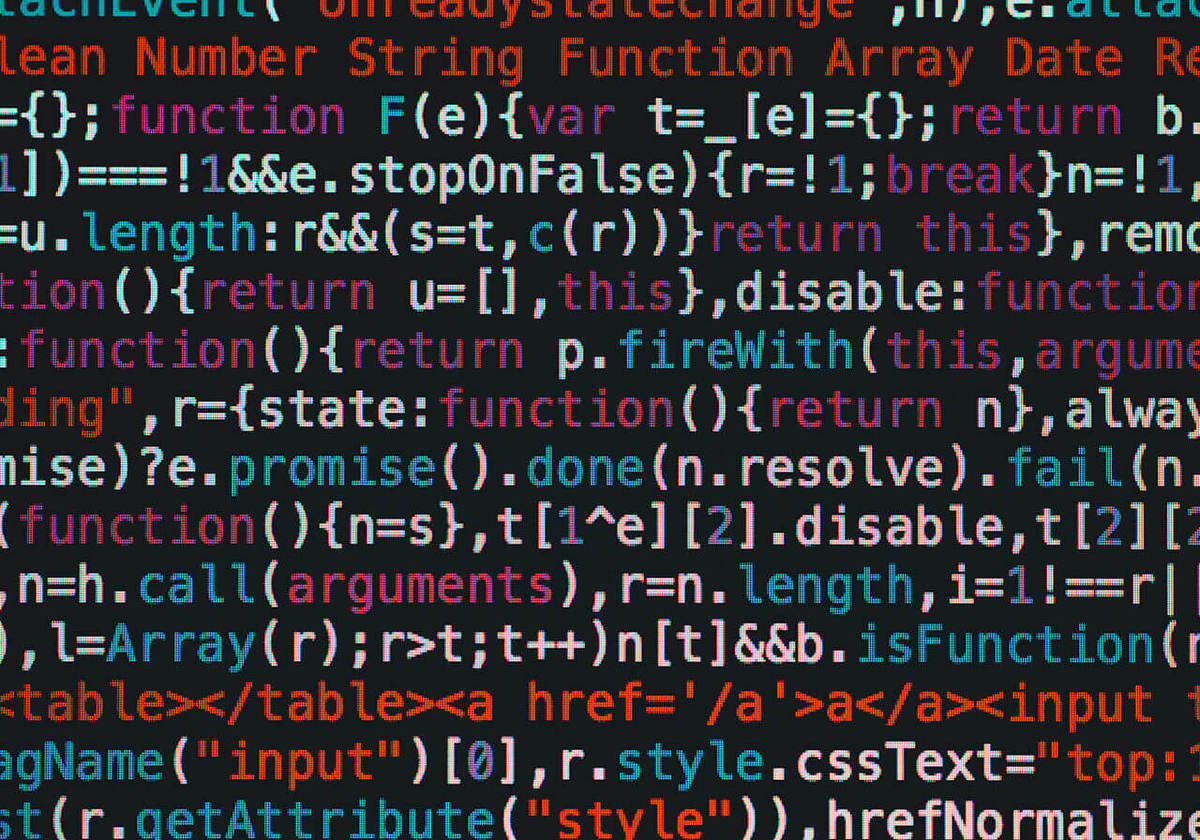 tachEvent("onreadystatechange",n),e.attac
lean Number String Function Array Date Re
={};function F(e){var t=_[e]={};return b.
1])===!1&&e.stopOnFalse){r=!1;break}n=!1,
=u.length:r&&(s=t,c(r))}return this},remo
tion(){return u=[],this},disable:function
:function(){return p.fireWith(this,argume
ding",r={state:function(){return n},alway
mise)?e.promise().done(n.resolve).fail(n.
(function(){n=s},t[1^e][2].disable,t[2][2
,n=h.call(arguments),r=n.length,i=1!==r||
),l=Array(r);r>t;t++)n[t]&&b.isFunction(n
<table></table><a href='/a'>a</a><input t
agName("input")[0],r.style.cssText="top:1
st(r.getAttribute("style")),hrefNormalize